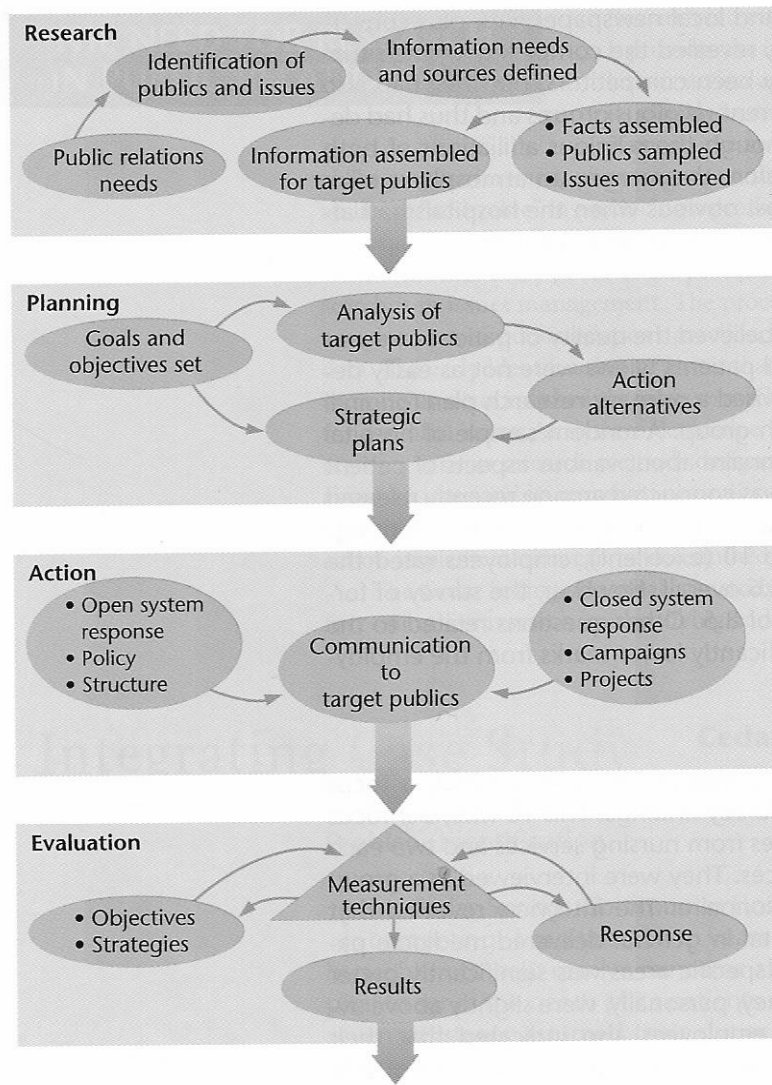 Research
Identification of
publics and issues
Information needs
and sources defined
Public relations
needs
Information assembled
for target publics
• Facts assembled
• Publics sampled
• Issues monitored
Planning
Goals and
objectives set
Analysis of
target publics
Action
alternatives
Strategic
plans
Action
• Open system
response
• Policy
• Structure
Communication
to
target publics
• Closed system
response
• Campaigns
• Projects
Evaluation
Measurement
techniques
• Objectives
• Strategies
Response
Results